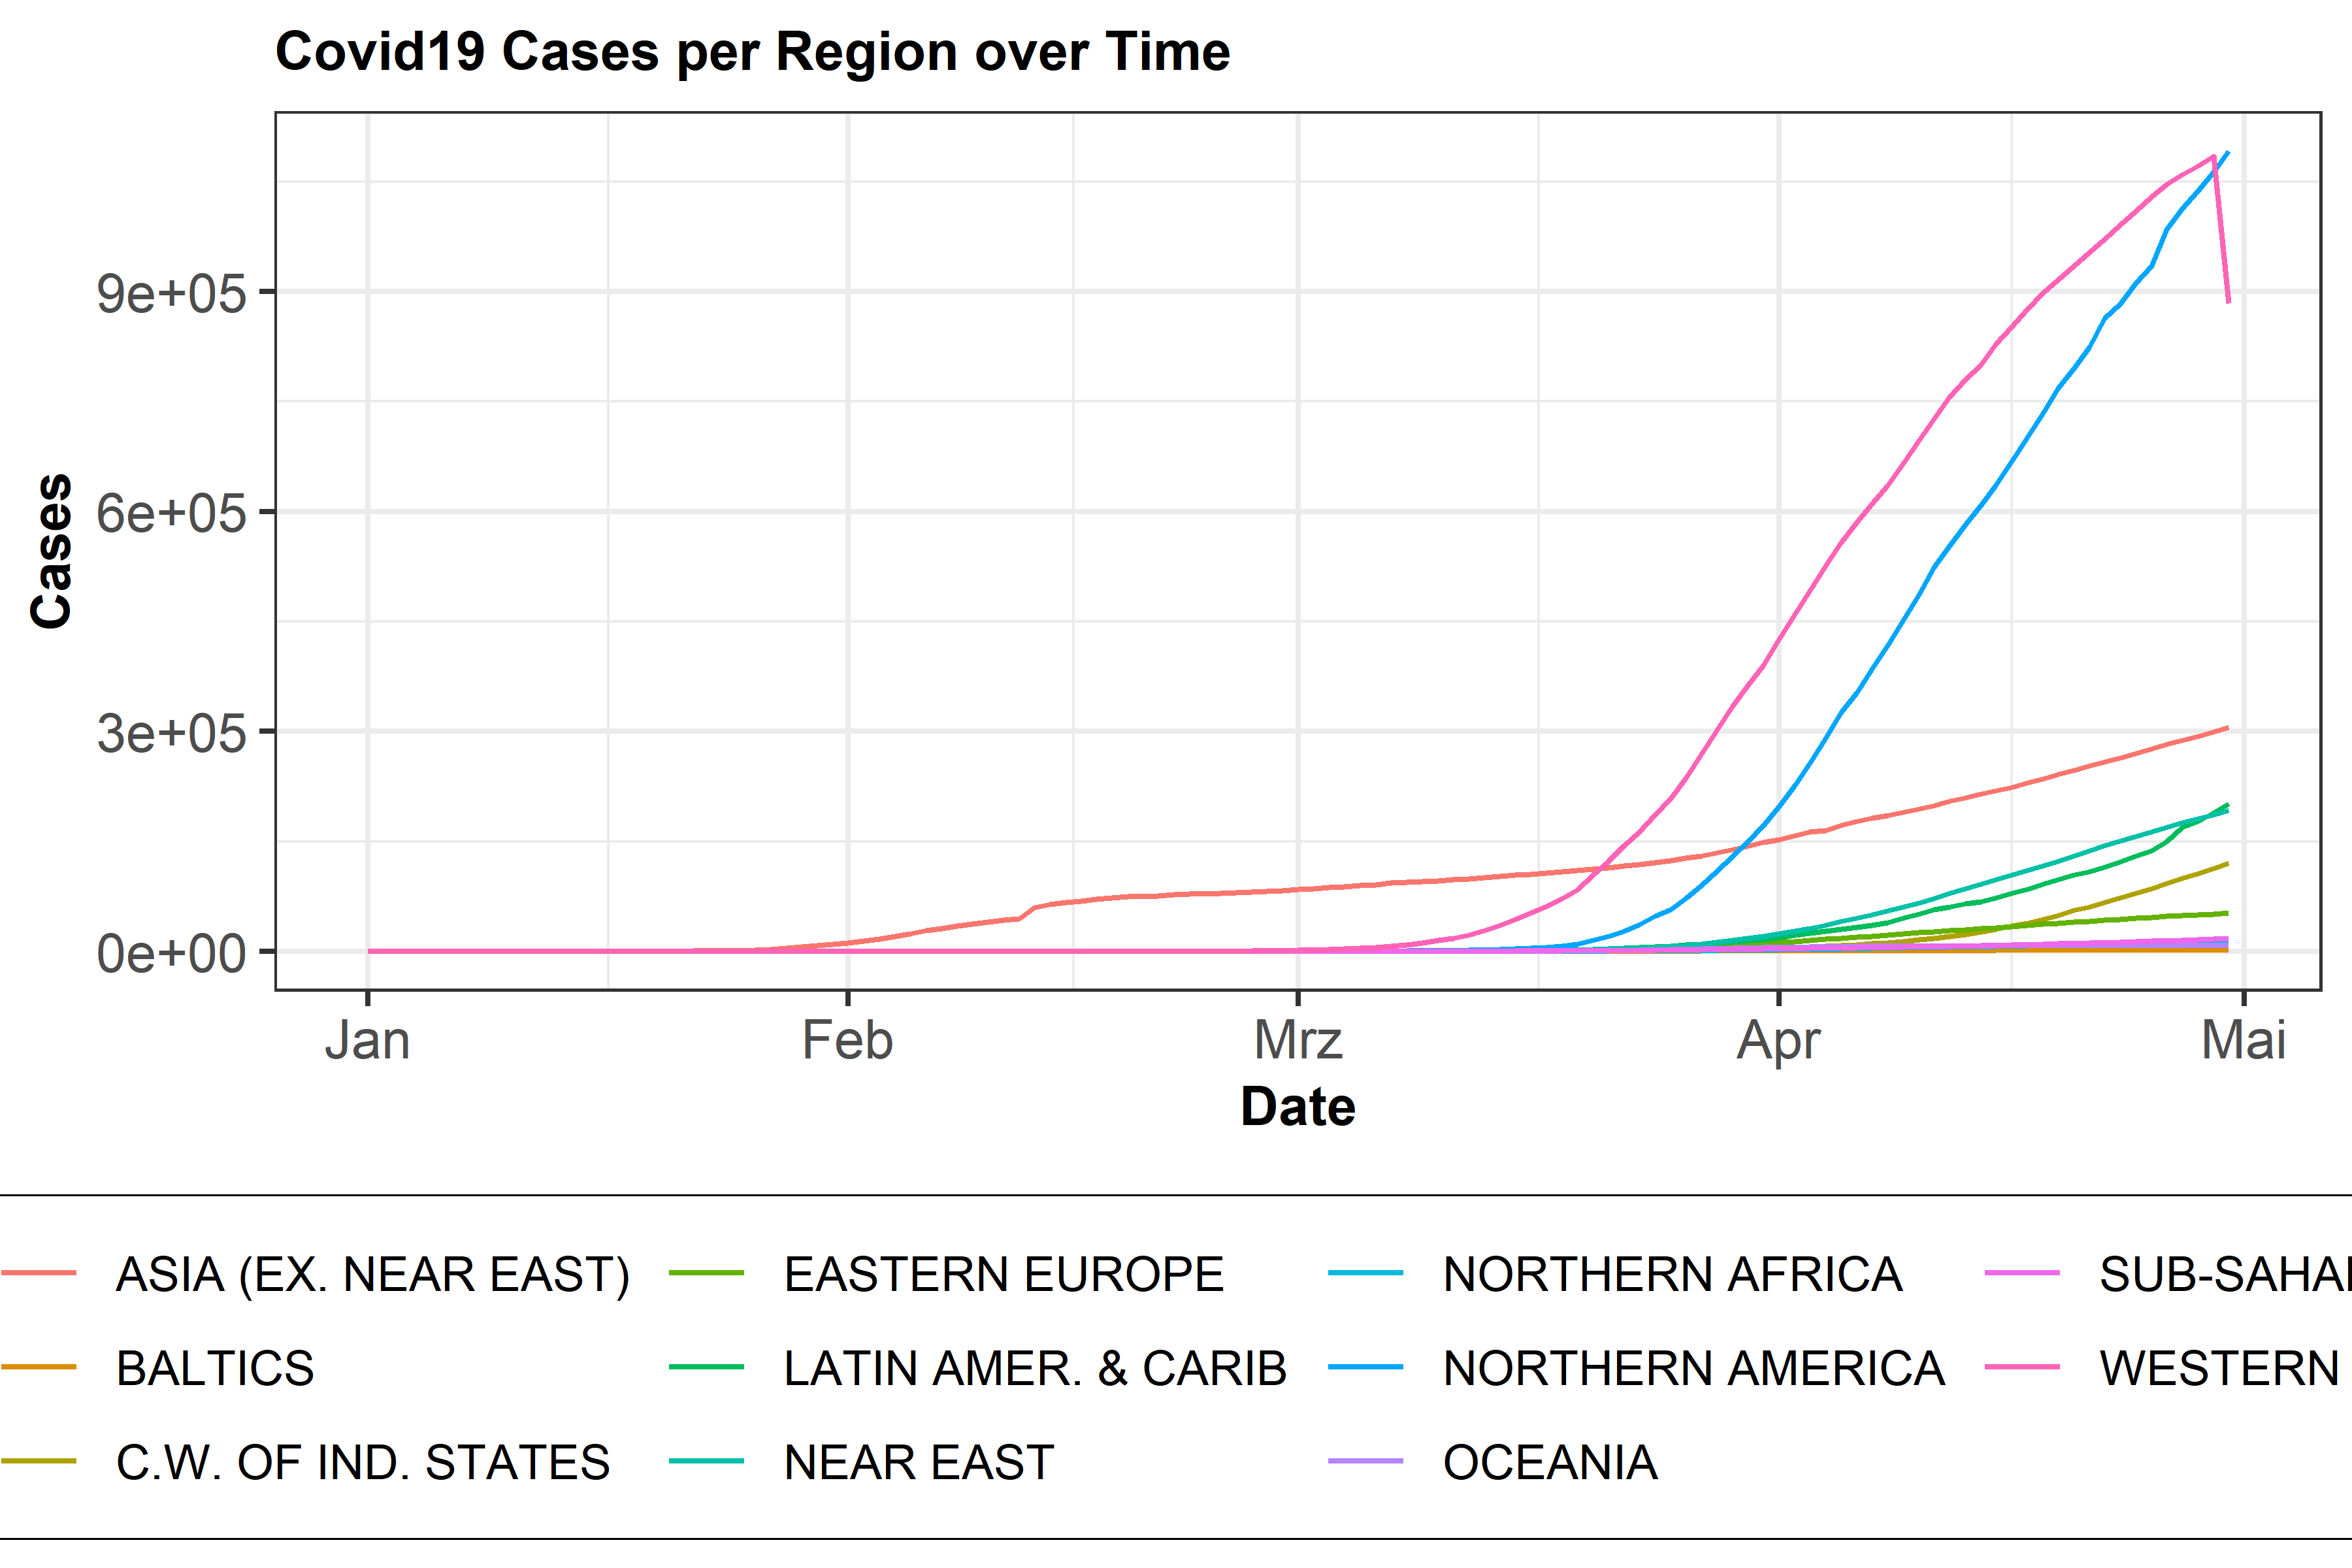 Covid19 Cases per Region over Time
Cases
9e+05
6e+05
3e+05
0e+00
Jan Feb Mrz Apr Mai
Date
ASIA (EX. NEAR EAST) EASTERN EUROPE NORTHERN AFRICA SUB-SAHA
BALTICS LATIN AMER. & CARIB NORTHERN AMERICA WESTERN
C.W. OF IND. STATES NEAR EAST OCEANIA